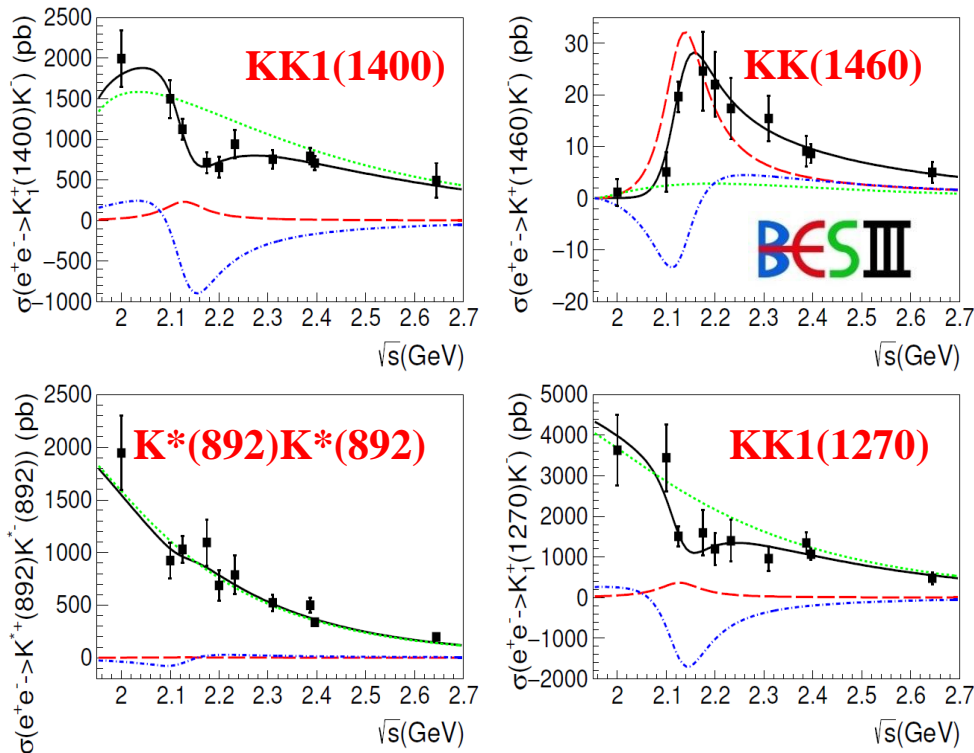 σ(e⁺e⁻->K₁⁺(1400)K⁻) (pb)
KK1(1400)
2500
2000
1500
1000
500
0
−500
−1000
2 2.1 2.2 2.3 2.4 2.5 2.6 2.7
√s(GeV)
σ(e⁺e⁻->K⁺(1460)K⁻) (pb)
KK(1460)
30
20
10
0
−10
−20
BESIII
2 2.1 2.2 2.3 2.4 2.5 2.6 2.7
√s(GeV)
σ(e⁺e⁻->K*⁺(892)K*⁻(892)) (pb)
K*(892)K*(892)
2500
2000
1500
1000
500
0
2 2.1 2.2 2.3 2.4 2.5 2.6 2.7
√s(GeV)
σ(e⁺e⁻->K₁⁺(1270)K⁻) (pb)
KK1(1270)
5000
4000
3000
2000
1000
0
−1000
−2000
2 2.1 2.2 2.3 2.4 2.5 2.6 2.7
√s(GeV)